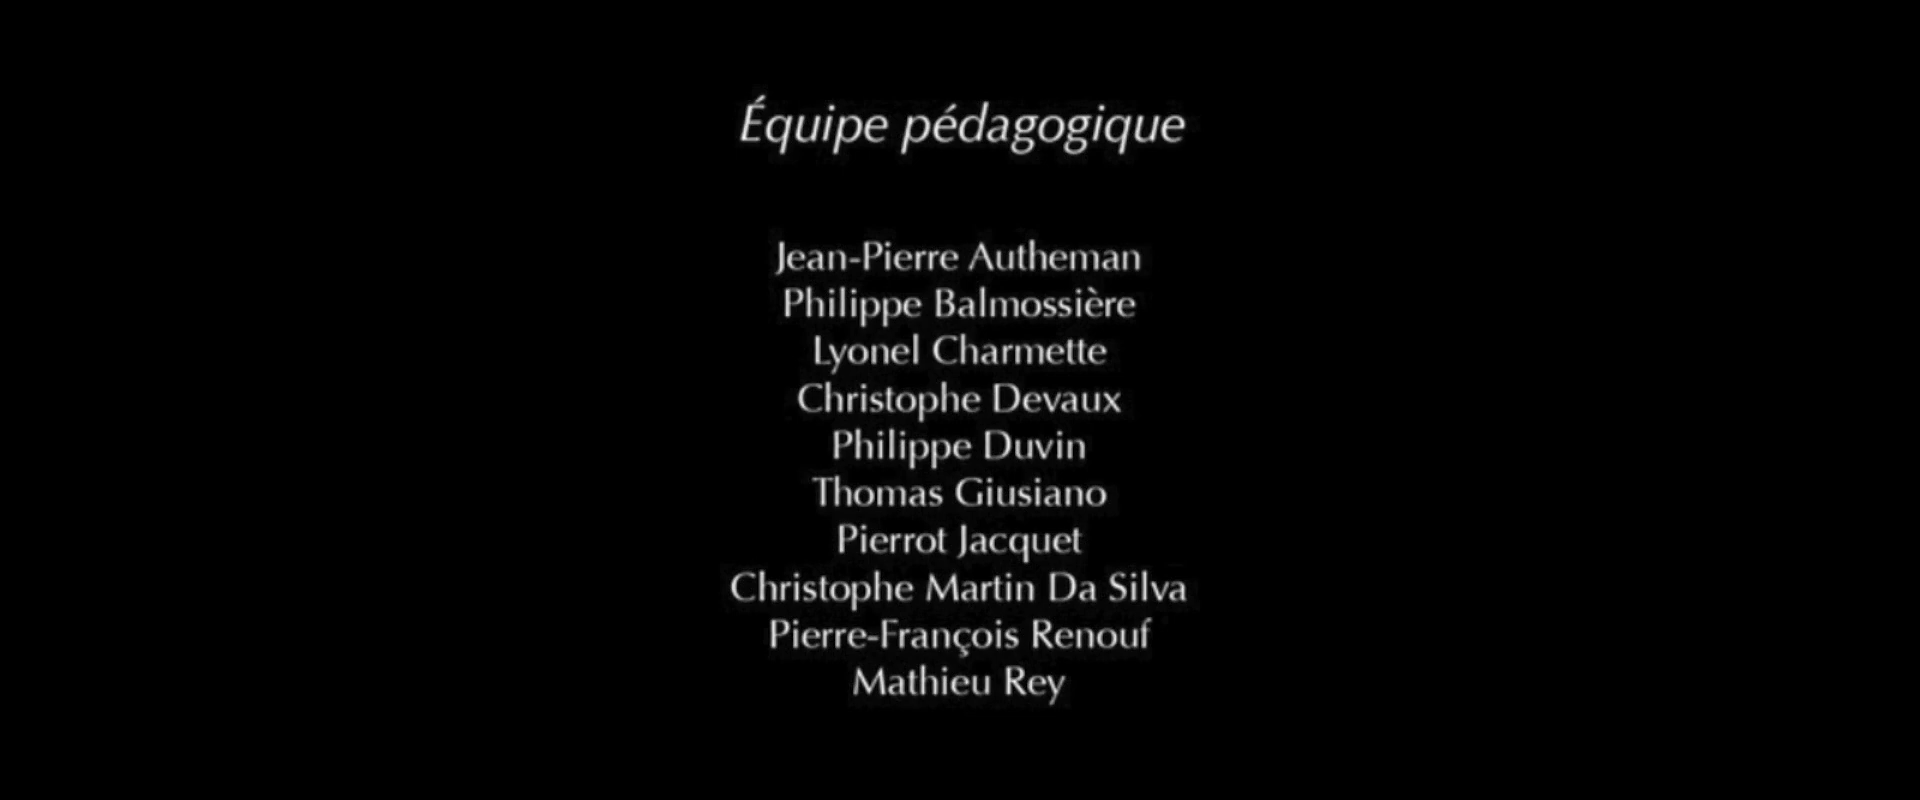 Équipe pédagogique
Jean-Pierre Autheman
Philippe Balmossière
Lyonel Charmette
Christophe Devaux
Philippe Duvin
Thomas Giusiano
Pierrot Jacquet
Christophe Martin Da Silva
Pierre-François Renouf
Mathieu Rey